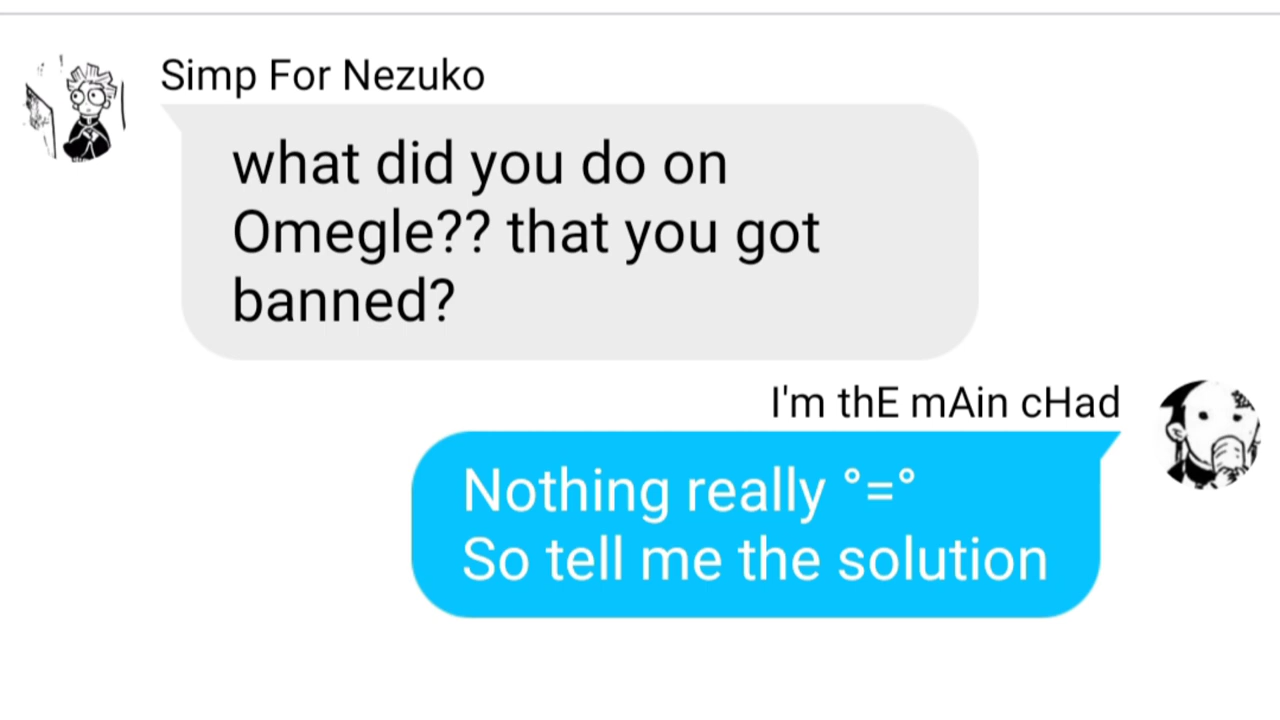 Simp For Nezuko
what did you do on
Omegle?? that you got
banned?
I'm thE mAin cHad
Nothing really °=°
So tell me the solution